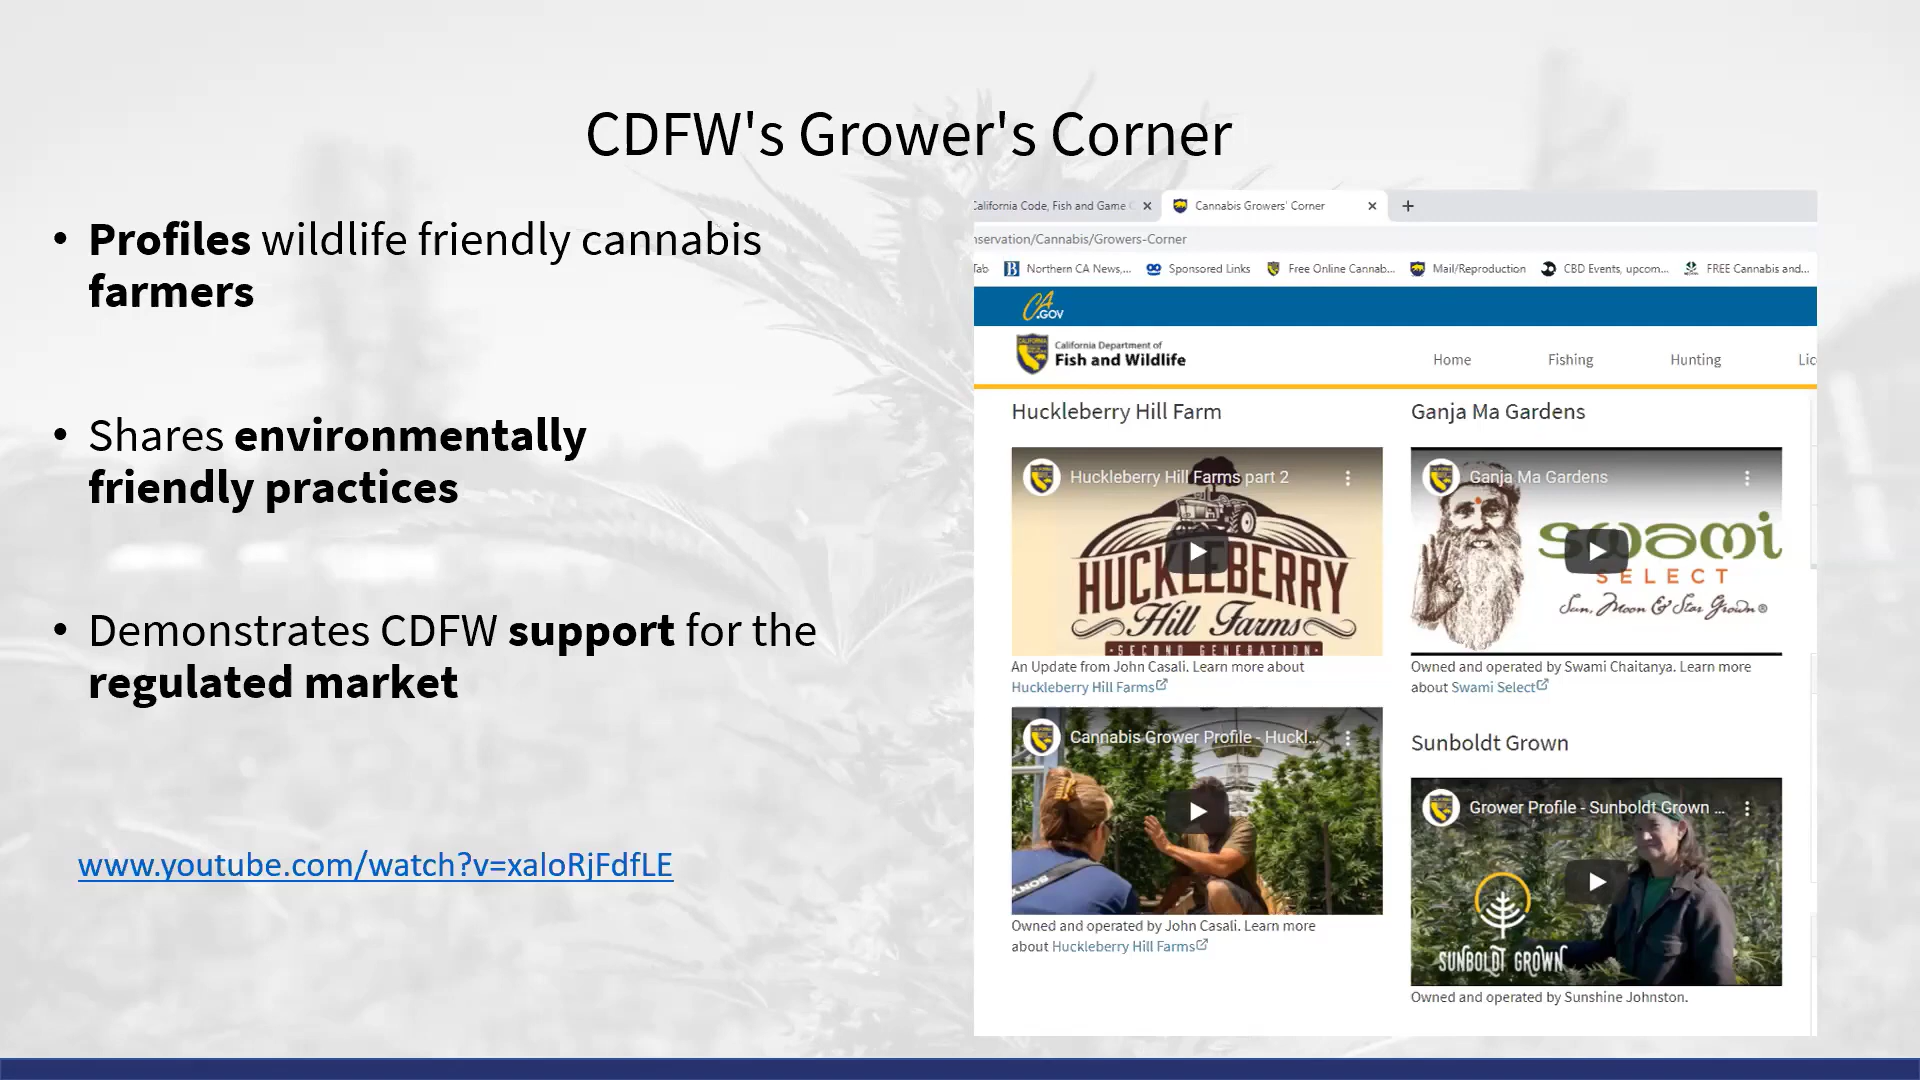 CDFW's Grower's Corner
• Profiles wildlife friendly cannabis
farmers
• Shares environmentally
friendly practices
• Demonstrates CDFW support for the
regulated market
www.youtube.com/watch?v=xaloRjFdfLE
California Code, Fish and Game C
Cannabis Growers' Corner
nservation/Cannabis/Growers-Corner
Tab Northern CA News,... Sponsored Links Free Online Cannab... Mail/Reproduction CBD Events, upcom... FREE Cannabis and...
CA
.GOV
CALIFORNIA
California Department of
Fish and Wildlife
Home Fishing Hunting Lic
Huckleberry Hill Farm
Huckleberry Hill Farms part 2
HUCKLEBERRY
Hill Farms
SECOND GENERATION
An Update from John Casali. Learn more about
Huckleberry Hill Farms
Cannabis Grower Profile - Huckl...
SONY
Owned and operated by John Casali. Learn more
about Huckleberry Hill Farms
Ganja Ma Gardens
Ganja Ma Gardens
swami
SELECT
Sun, Moon & Star Grown®
Owned and operated by Swami Chaitanya. Learn more
about Swami Select
Sunboldt Grown
Grower Profile - Sunboldt Grown ...
SUNBOLDT GROWN
Owned and operated by Sunshine Johnston.